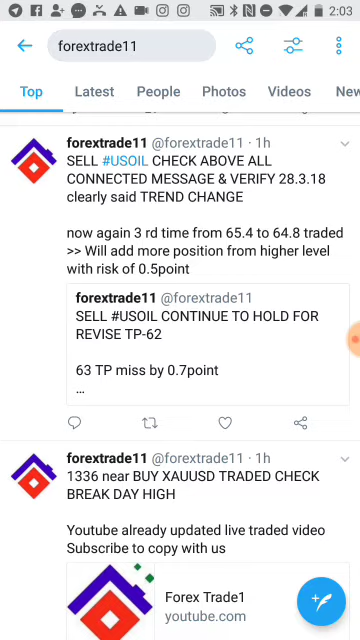 2:03
forextrade11
Top Latest People Photos Videos New
forextrade11 @forextrade11 · 1h
SELL #USOIL CHECK ABOVE ALL
CONNECTED MESSAGE & VERIFY 28.3.18
clearly said TREND CHANGE
now again 3 rd time from 65.4 to 64.8 traded
>> Will add more position from higher level
with risk of 0.5point
forextrade11 @forextrade11
SELL #USOIL CONTINUE TO HOLD FOR
REVISE TP-62
63 TP miss by 0.7point
...
forextrade11 @forextrade11 · 1h
1336 near BUY XAUUSD TRADED CHECK
BREAK DAY HIGH
Youtube already updated live traded video
Subscribe to copy with us
Forex Trade1
youtube.com